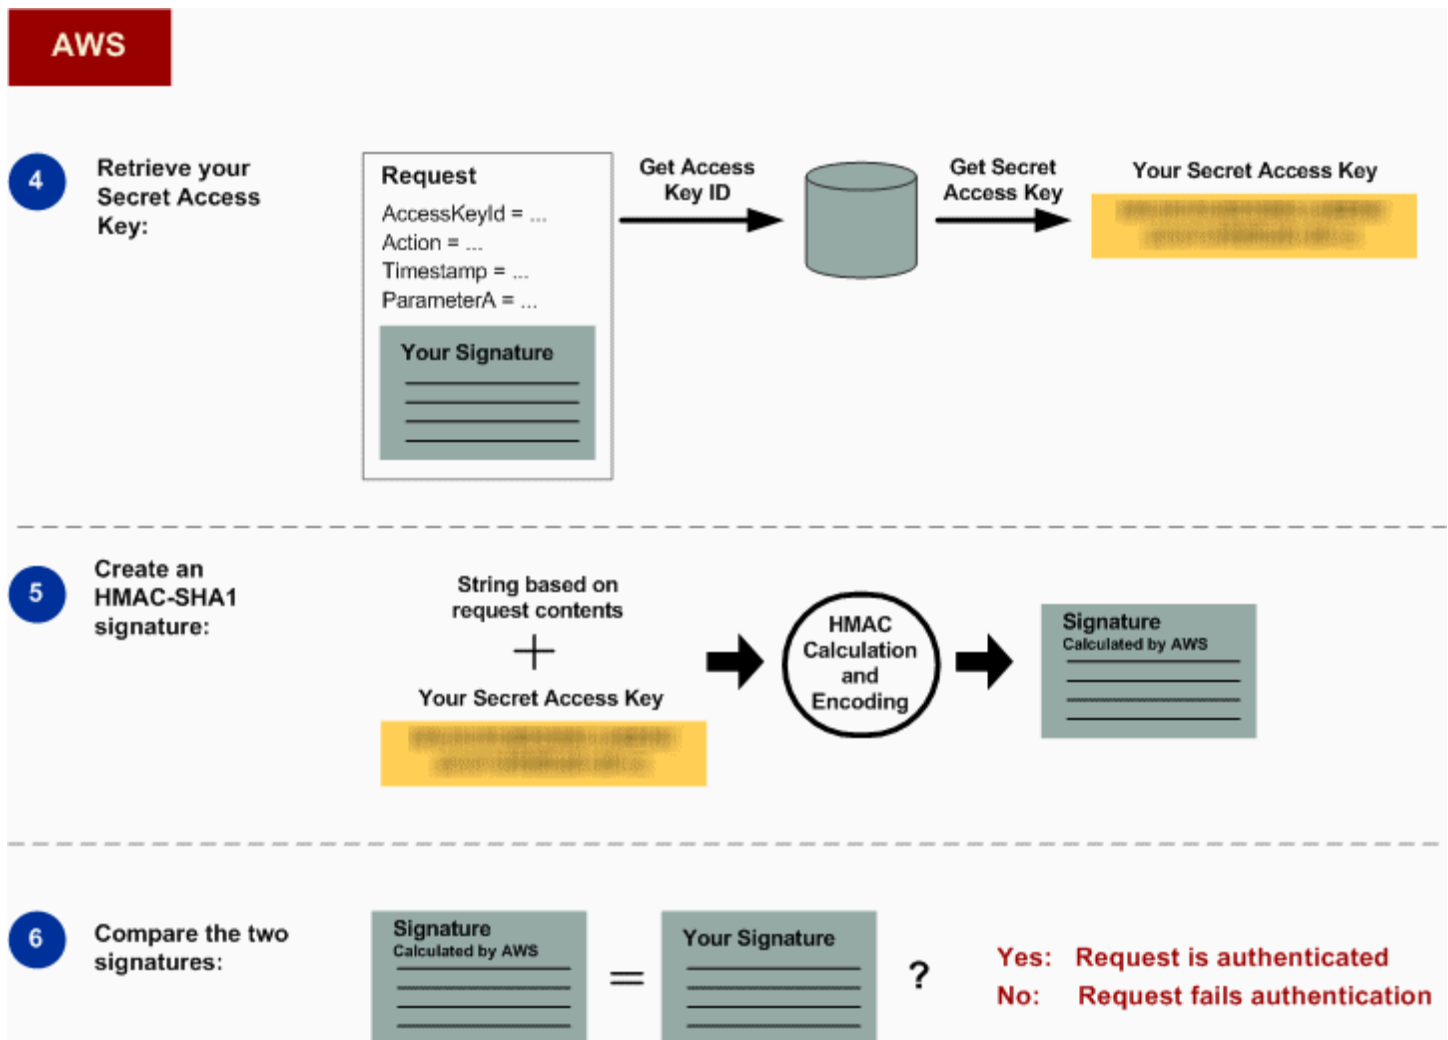 AWS
4
Retrieve your
Secret Access
Key:
Request
AccessKeyId = ...
Action = ...
Timestamp = ...
ParameterA = ...
Your Signature
Get Access
Key ID
Get Secret
Access Key
Your Secret Access Key
5
Create an
HMAC-SHA1
signature:
String based on
request contents
+
Your Secret Access Key
HMAC
Calculation
and
Encoding
Signature
Calculated by AWS
6
Compare the two
signatures:
Signature
Calculated by AWS
=
Your Signature
?
Yes: Request is authenticated
No: Request fails authentication